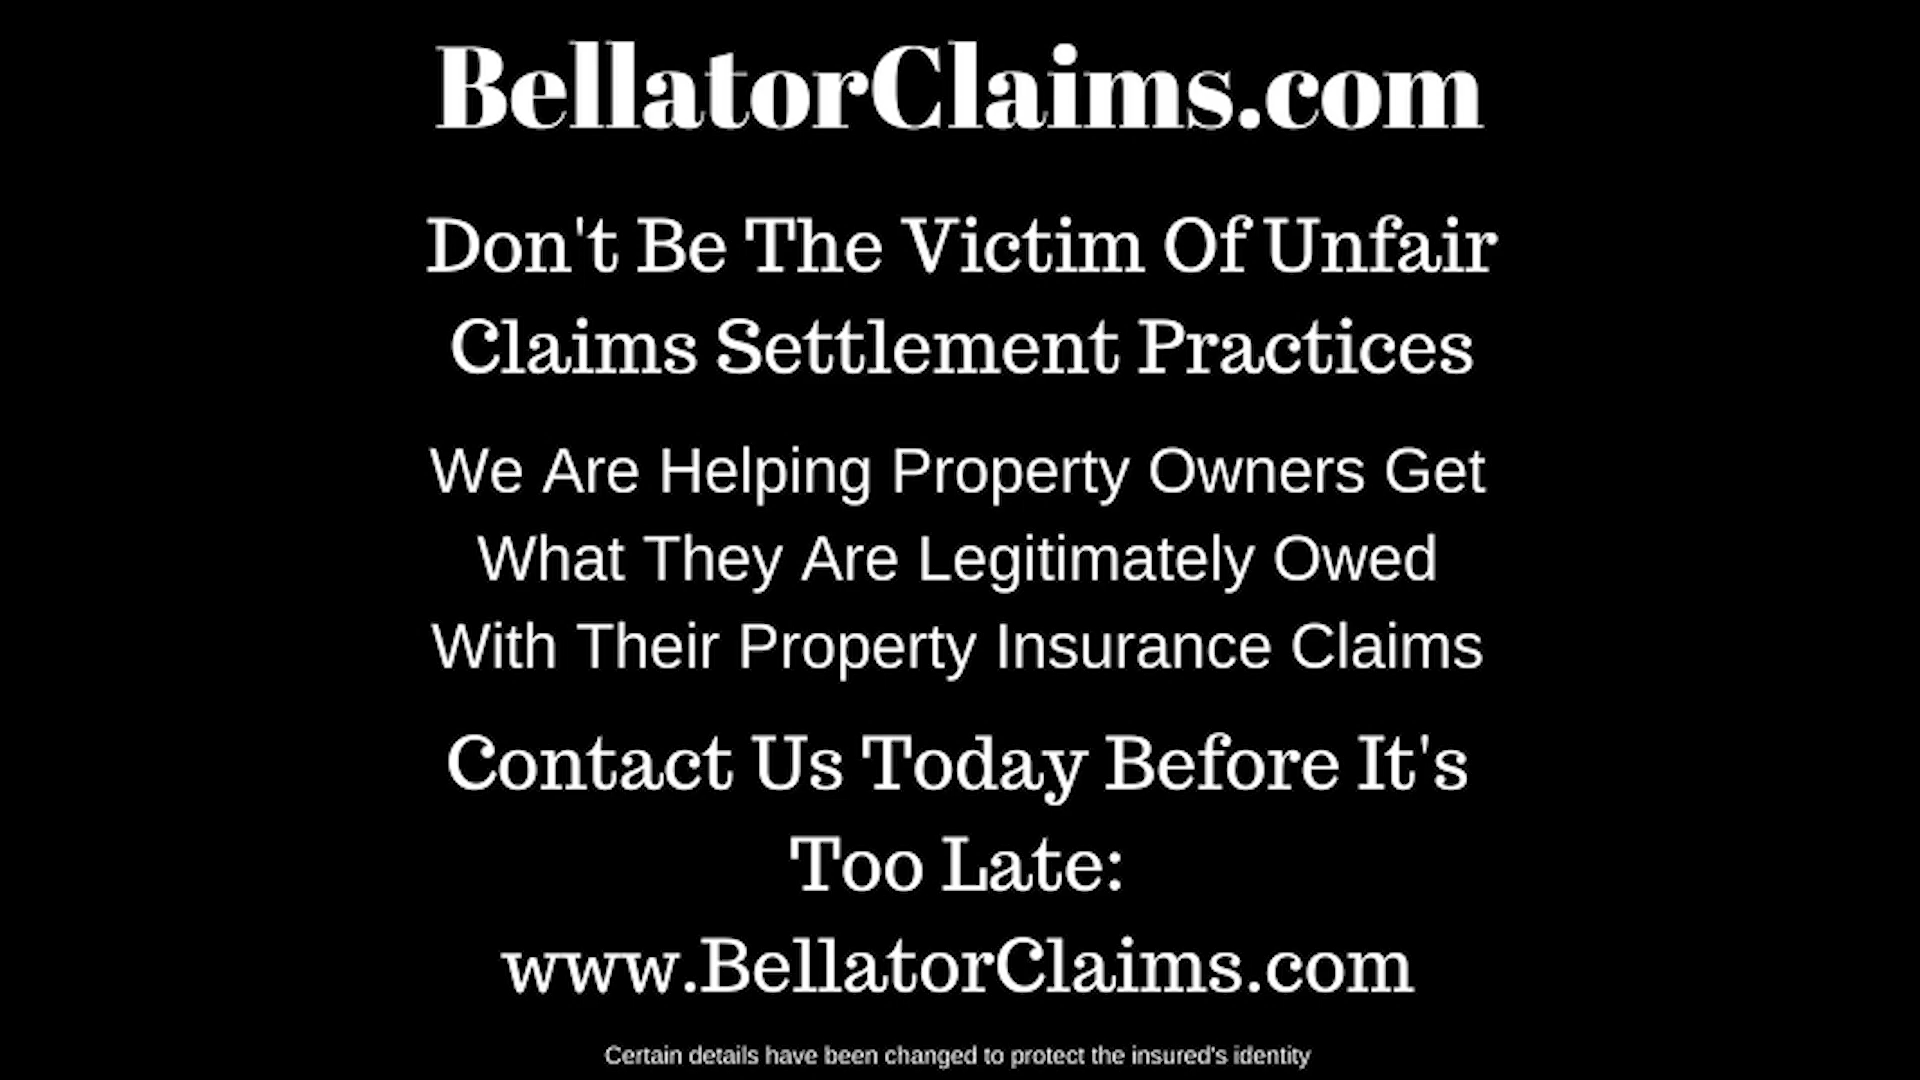 BellatorClaims.com
Don't Be The Victim Of Unfair
Claims Settlement Practices
We Are Helping Property Owners Get
What They Are Legitimately Owed
With Their Property Insurance Claims
Contact Us Today Before It's
Too Late:
www.BellatorClaims.com
Certain details have been changed to protect the insured's identity